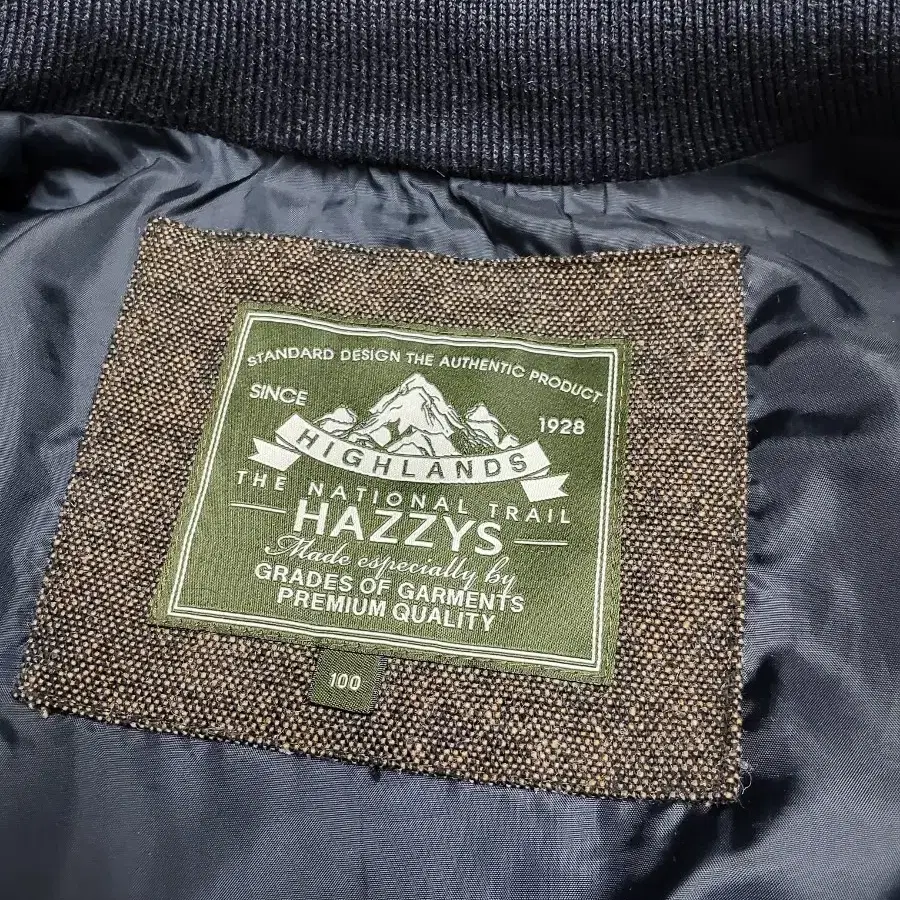 STANDARD DESIGN THE AUTHENTIC PRODUCT
SINCE 1928
HIGHLANDS
THE NATIONAL TRAIL
HAZZYS
Made especially by
GRADES OF GARMENTS
PREMIUM QUALITY
100